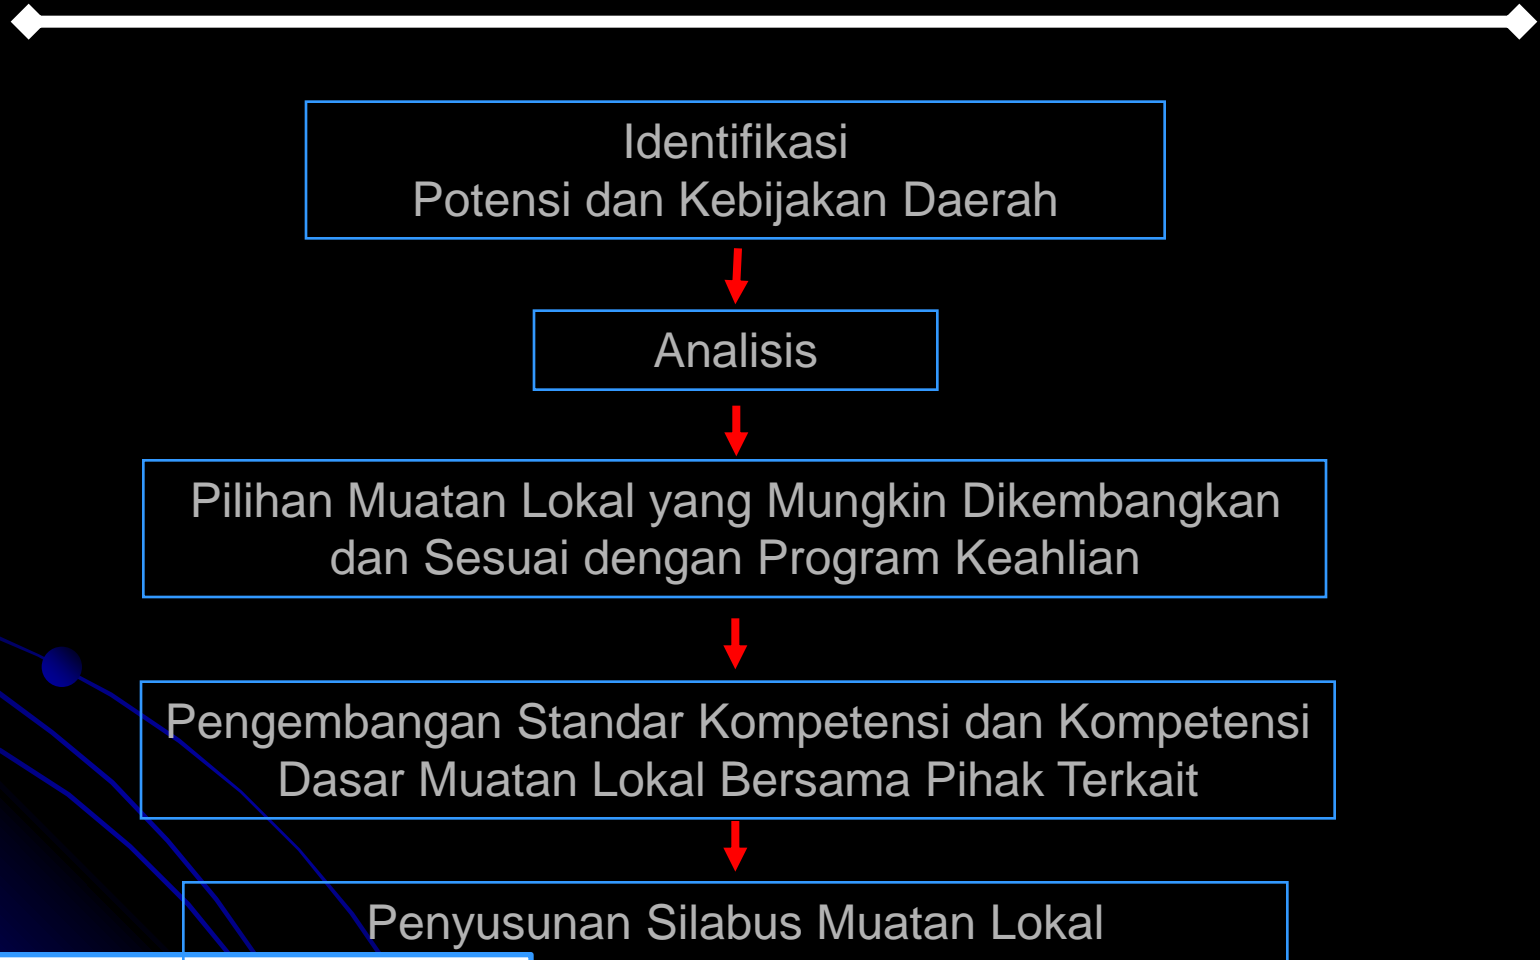 Identifikasi
Potensi dan Kebijakan Daerah
Analisis
Pilihan Muatan Lokal yang Mungkin Dikembangkan
dan Sesuai dengan Program Keahlian
Pengembangan Standar Kompetensi dan Kompetensi
Dasar Muatan Lokal Bersama Pihak Terkait
Penyusunan Silabus Muatan Lokal